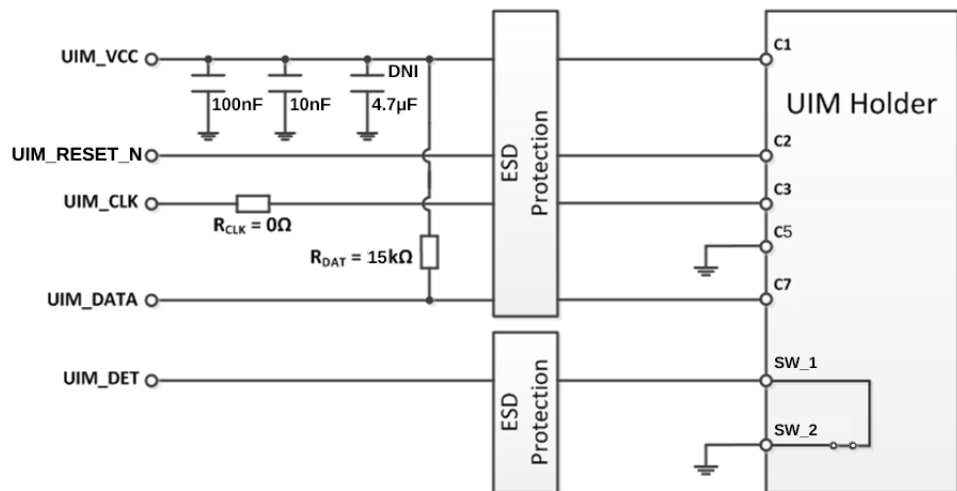 UIM_VCC
DNI
100nF
10nF
4.7µF
UIM_RESET_N
UIM_CLK
RCLK = 0Ω
RDAT = 15kΩ
UIM_DATA
UIM_DET
ESD
Protection
ESD
Protection
C1
UIM Holder
C2
C3
C5
C7
SW_1
SW_2